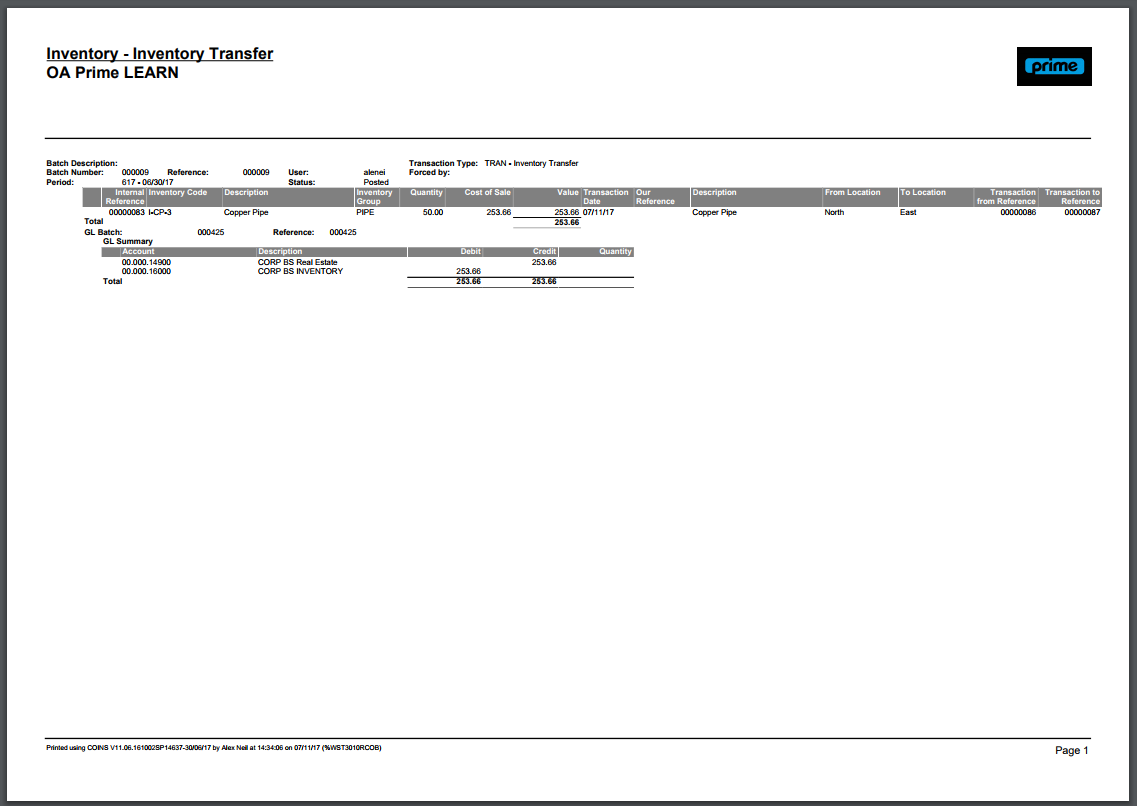 Inventory - Inventory Transfer
OA Prime LEARN
prime
Batch Description: Transaction Type: TRAN - Inventory Transfer
Batch Number: 000009 Reference: 000009 User: alenei Forced by:
Period: 617 - 06/30/17 Status: Posted
Internal Reference Inventory Code Description Inventory Group Quantity Cost of Sale Value Transaction Date Our Reference Description From Location To Location Transaction from Reference Transaction to Reference
00000083 I-CP-3 Copper Pipe PIPE 50.00 253.66 253.66 07/11/17 Copper Pipe North East 00000086 00000087
Total 253.66
GL Batch: 000425 Reference: 000425
GL Summary
Account Description Debit Credit Quantity
00.000.14900 CORP BS Real Estate 253.66
00.000.16000 CORP BS INVENTORY 253.66
Total 253.66 253.66
Printed using COINS V11.06.161002SP14637-30/06/17 by Alex Neil at 14:34:06 on 07/11/17 (%WST3010RCOB)
Page 1